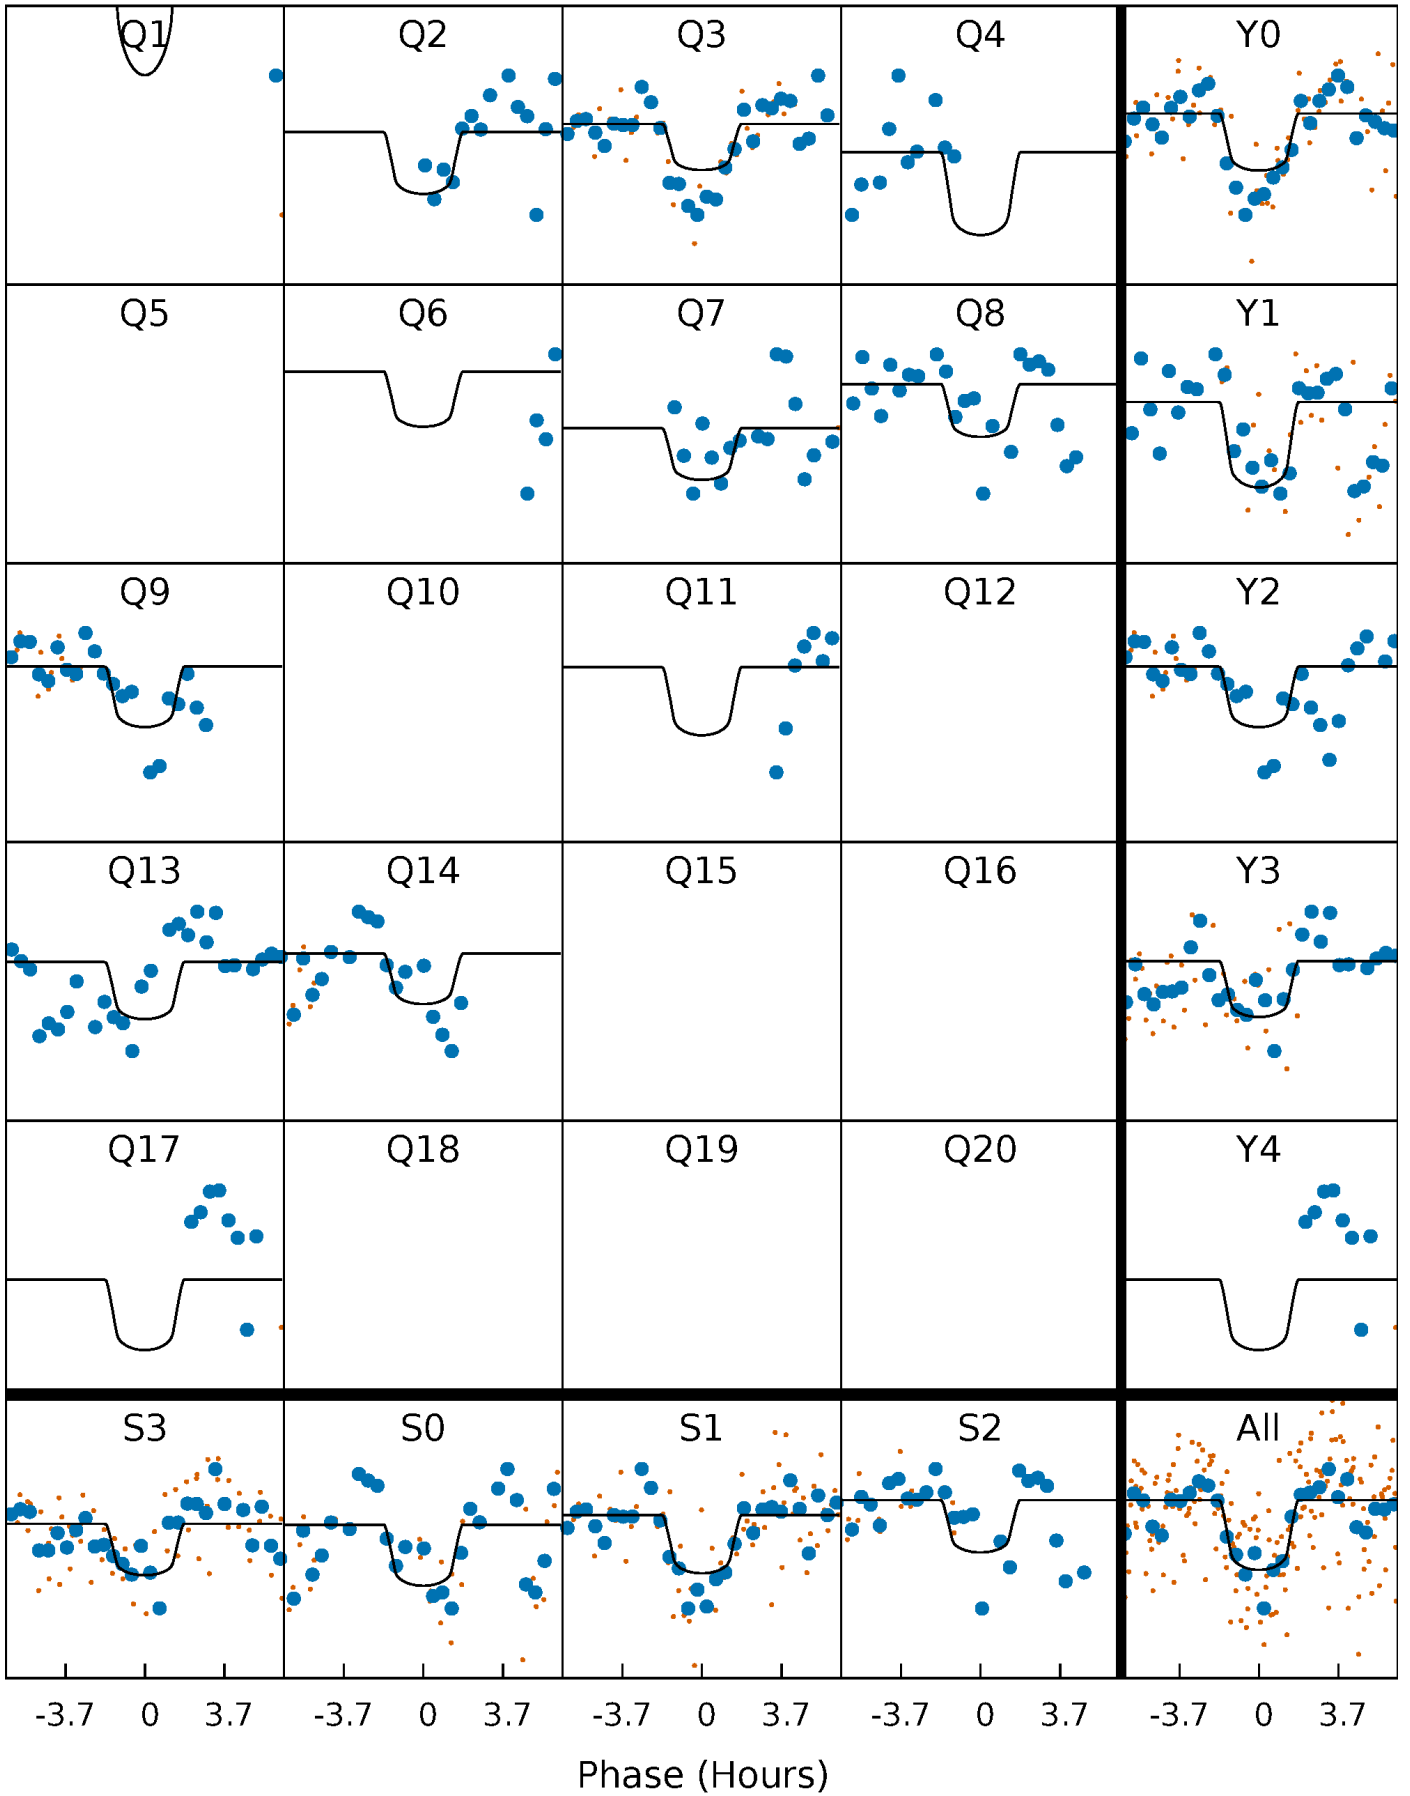 Q1 Q2 Q3 Q4 Y0
Q5 Q6 Q7 Q8 Y1
Q9 Q10 Q11 Q12 Y2
Q13 Q14 Q15 Q16 Y3
Q17 Q18 Q19 Q20 Y4
S3 S0 S1 S2 All
-3.7 0 3.7 -3.7 0 3.7 -3.7 0 3.7 -3.7 0 3.7 -3.7 0 3.7
Phase (Hours)